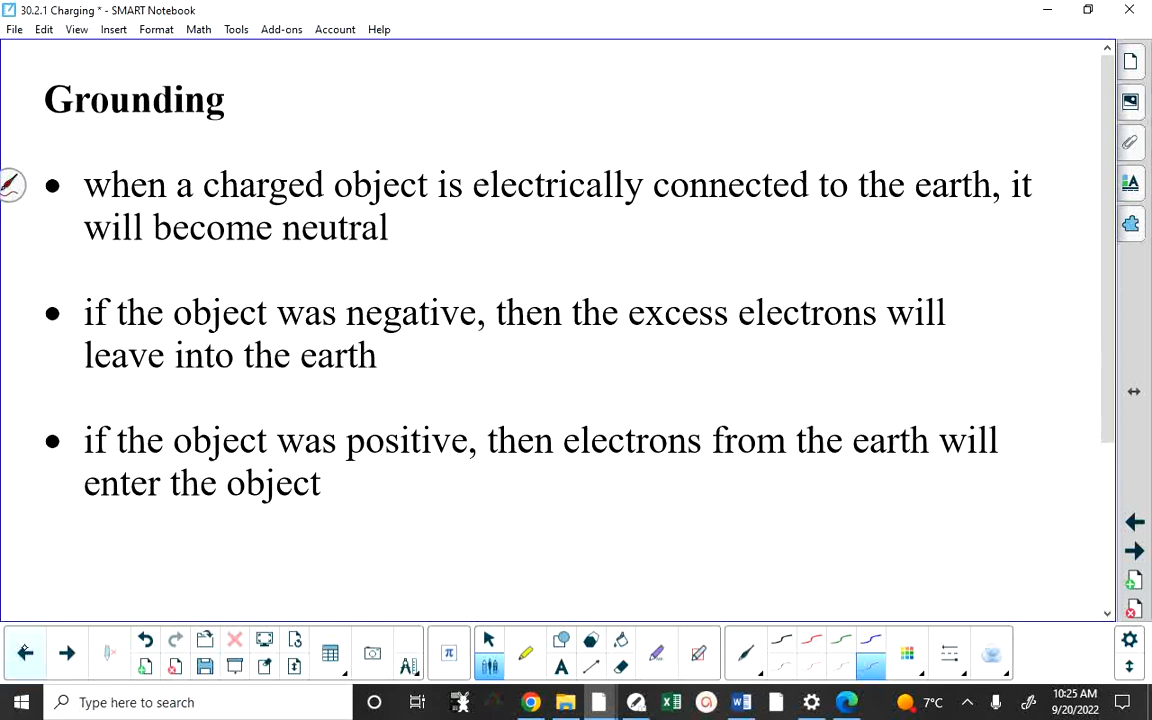 30.2.1 Charging * - SMART Notebook
File Edit View Insert Format Math Tools Add-ons Account Help
Grounding
• when a charged object is electrically connected to the earth, it
will become neutral
• if the object was negative, then the excess electrons will
leave into the earth
• if the object was positive, then electrons from the earth will
enter the object
Type here to search
7°C
10:25 AM
9/20/2022